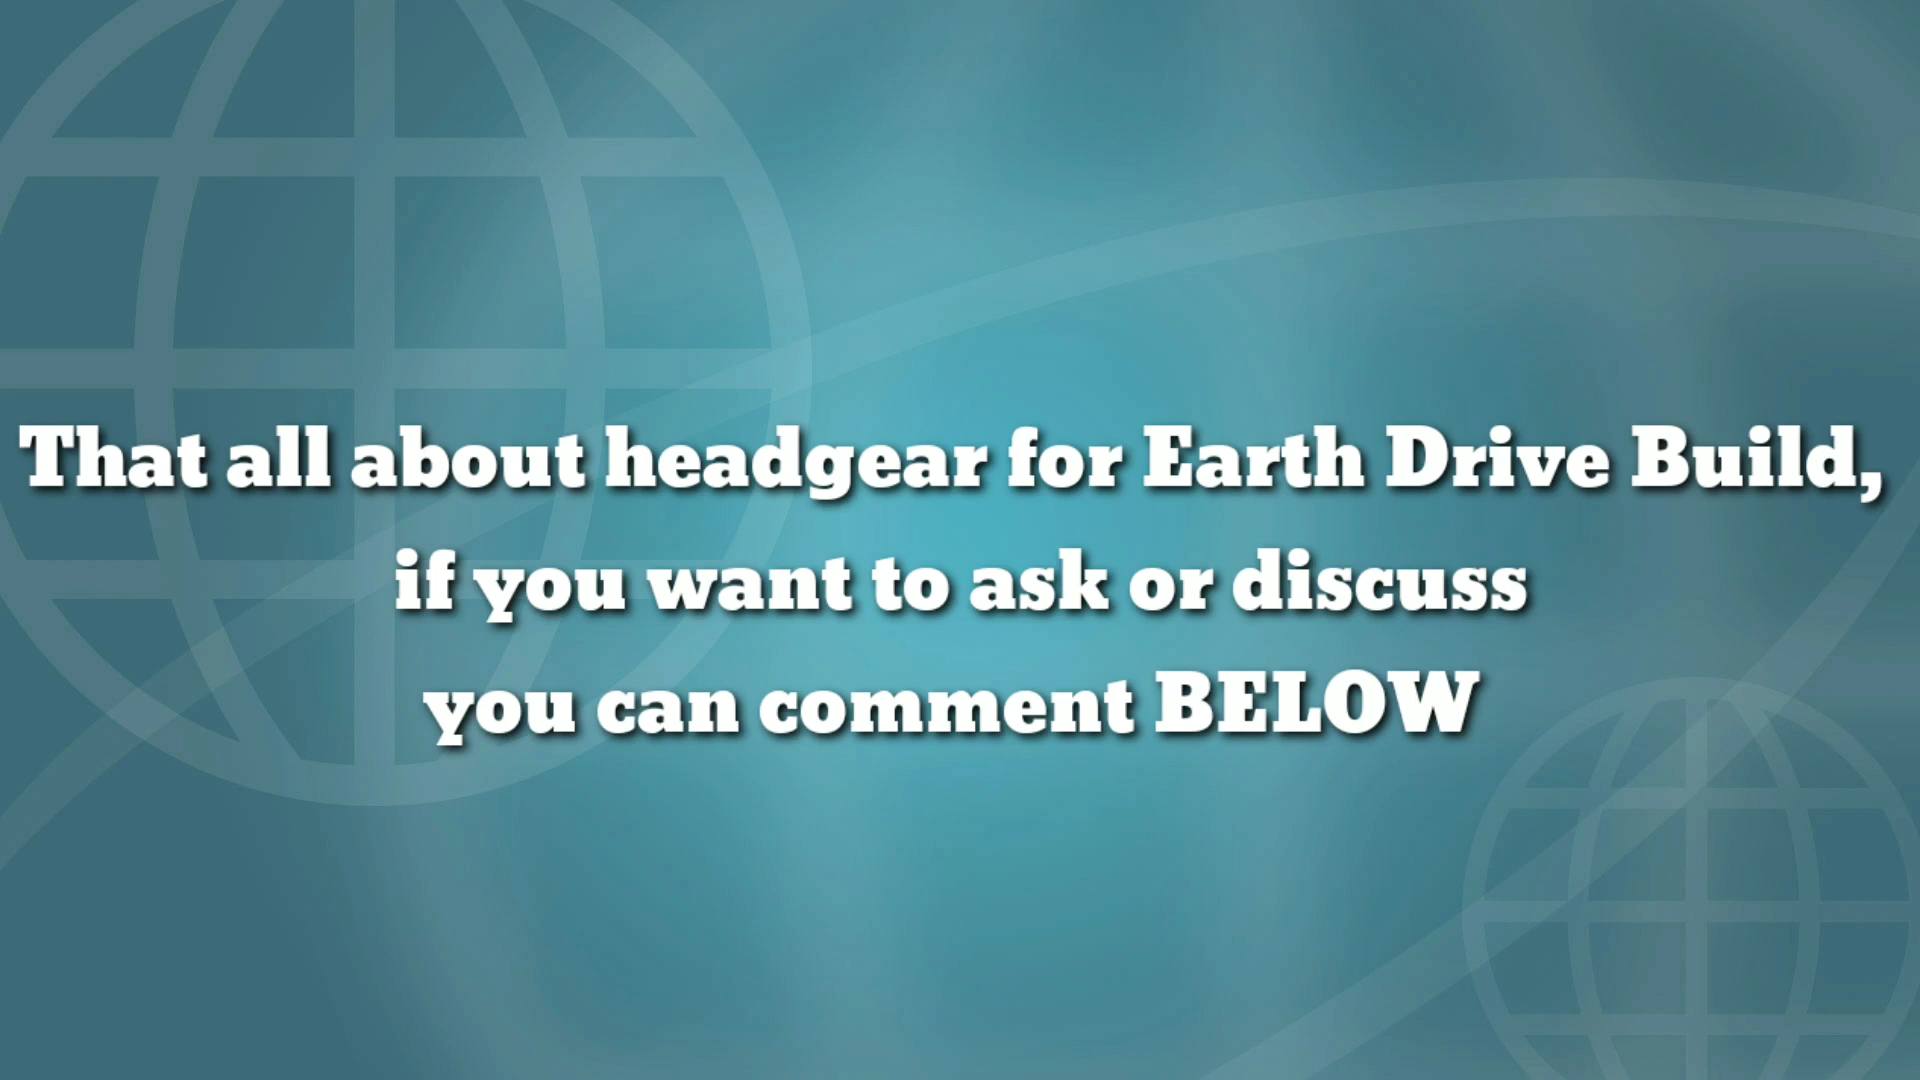 That all about headgear for Earth Drive Build,
if you want to ask or discuss
you can comment BELOW